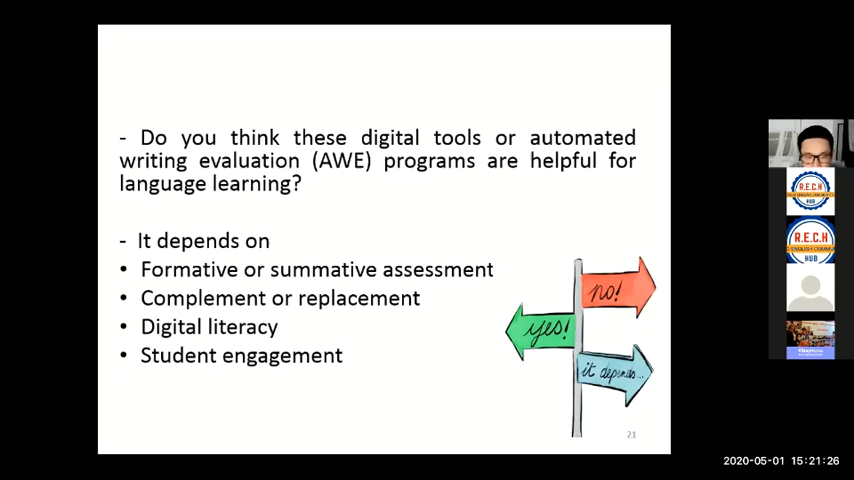 - Do you think these digital tools or automated
writing evaluation (AWE) programs are helpful for
language learning?
- It depends on
• Formative or summative assessment
• Complement or replacement
• Digital literacy
• Student engagement
no!
yes!
it depends...
21
R.E.C.H
HUB
R.E.C.H
HUB
2020-05-01 15:21:26